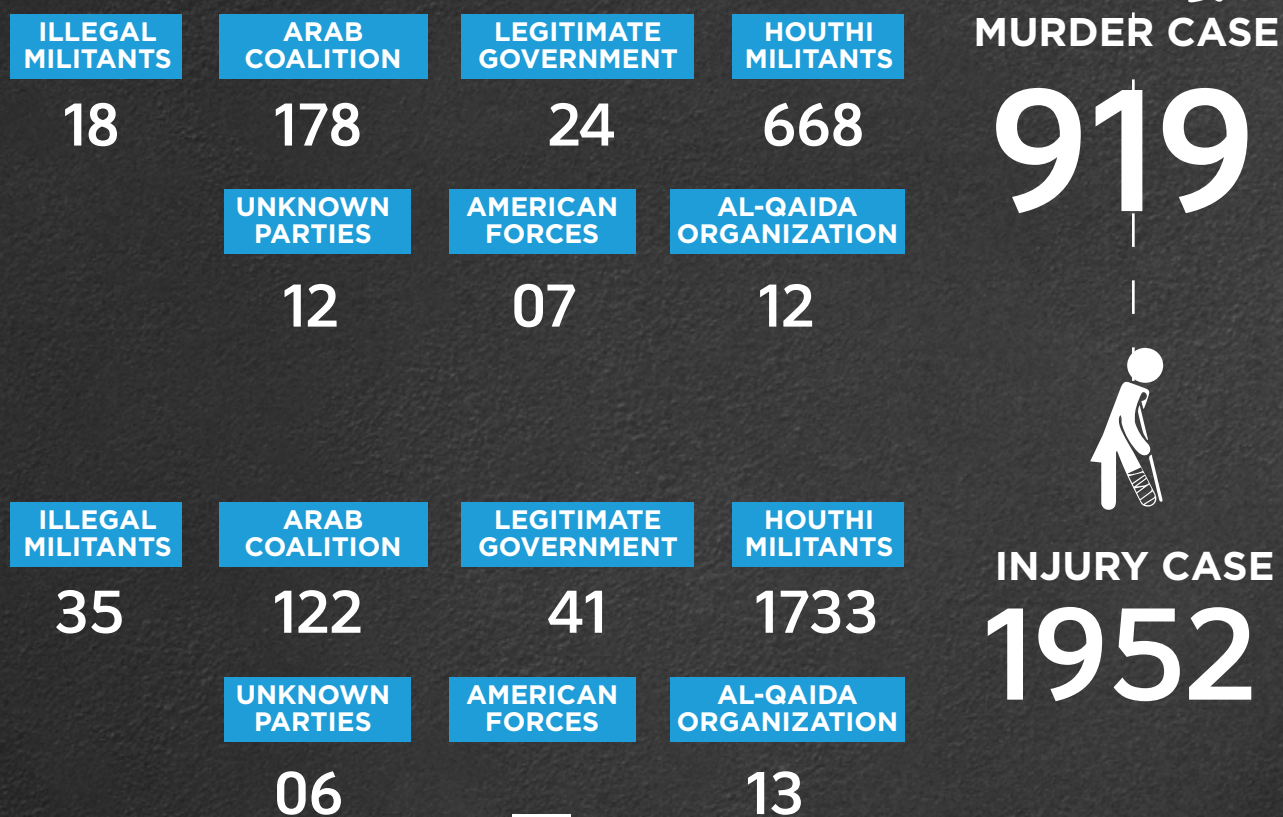 ILLEGAL
MILITANTS
ARAB
COALITION
LEGITIMATE
GOVERNMENT
HOUTHI
MILITANTS
MURDER CASE
18
178
24
668
919
UNKNOWN
PARTIES
AMERICAN
FORCES
AL-QAIDA
ORGANIZATION
12
07
12
ILLEGAL
MILITANTS
ARAB
COALITION
LEGITIMATE
GOVERNMENT
HOUTHI
MILITANTS
INJURY CASE
35
122
41
1733
1952
UNKNOWN
PARTIES
AMERICAN
FORCES
AL-QAIDA
ORGANIZATION
06
13